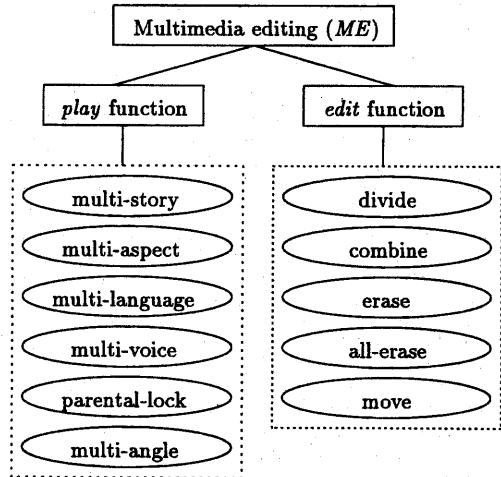 Multimedia editing (ME)
play function
edit function
multi-story
multi-aspect
multi-language
multi-voice
parental-lock
multi-angle
divide
combine
erase
all-erase
move